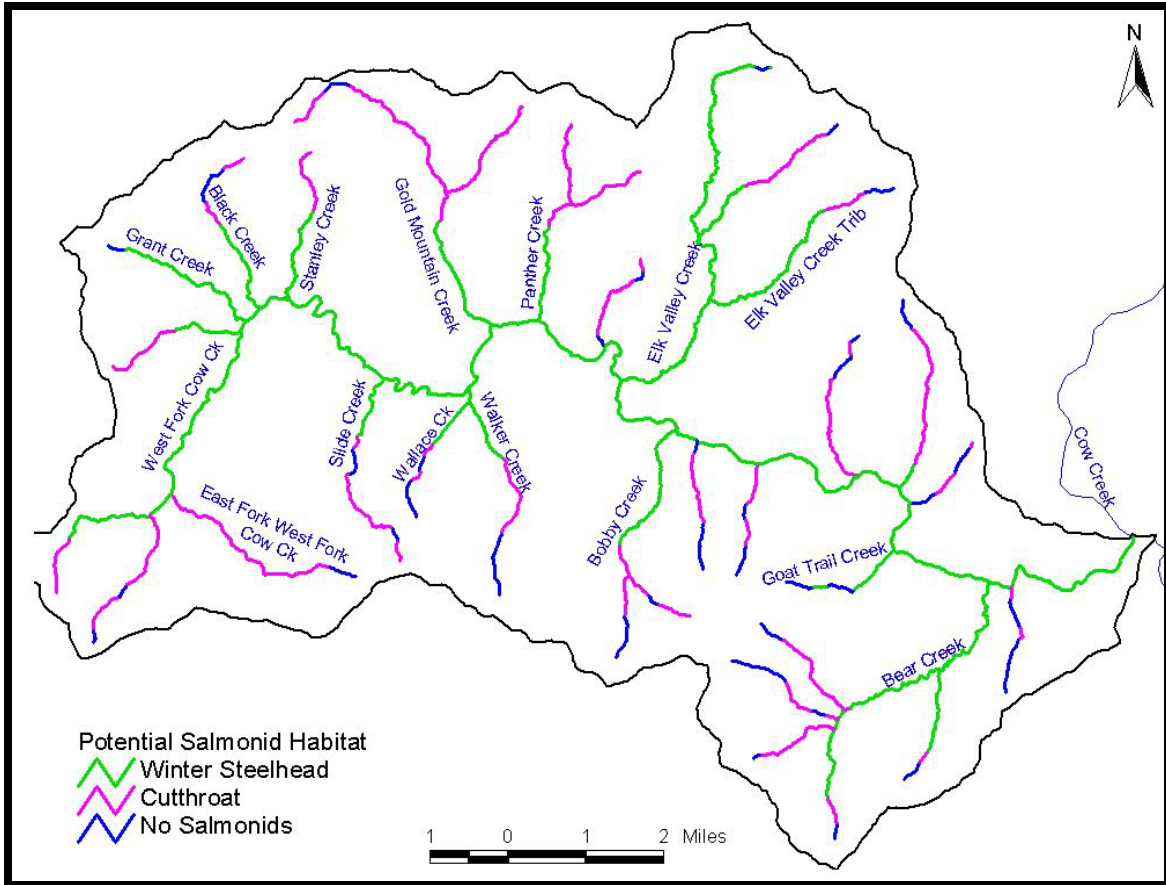 N
Black Creek
Stanley Creek
Gold Mountain Creek
Panther Creek
Grant Creek
Elk Valley Creek
Elk Valley Creek Trib
West Fork Cow Ck
Slide Creek
Wallace Ck
Walker Creek
Cow Creek
East Fork West Fork
Cow Ck
Bobby Creek
Goat Trail Creek
Bear Creek
Potential Salmonid Habitat
Winter Steelhead
Cutthroat
No Salmonids
1 0 1 2 Miles